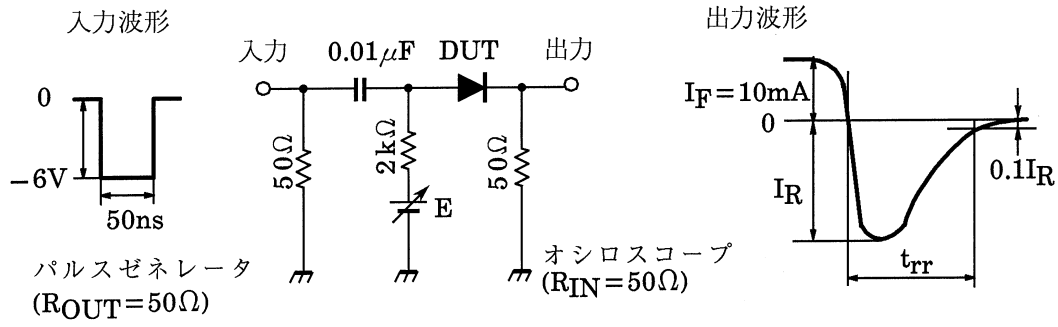 入力波形
0
−6V
50ns
パルスゼネレータ
(ROUT=50Ω)
入力
0.01μF
DUT
出力
50Ω
2kΩ
E
50Ω
オシロスコープ
(RIN=50Ω)
出力波形
IF=10mA
0
IR
0.1IR
trr